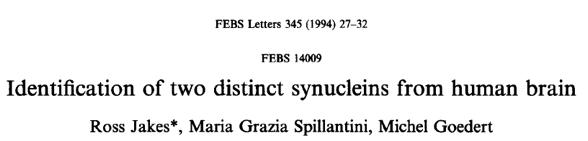 FEBS Letters 345 (1994) 27–32
FEBS 14009
Identification of two distinct synucleins from human brain
Ross Jakes*, Maria Grazia Spillantini, Michel Goedert